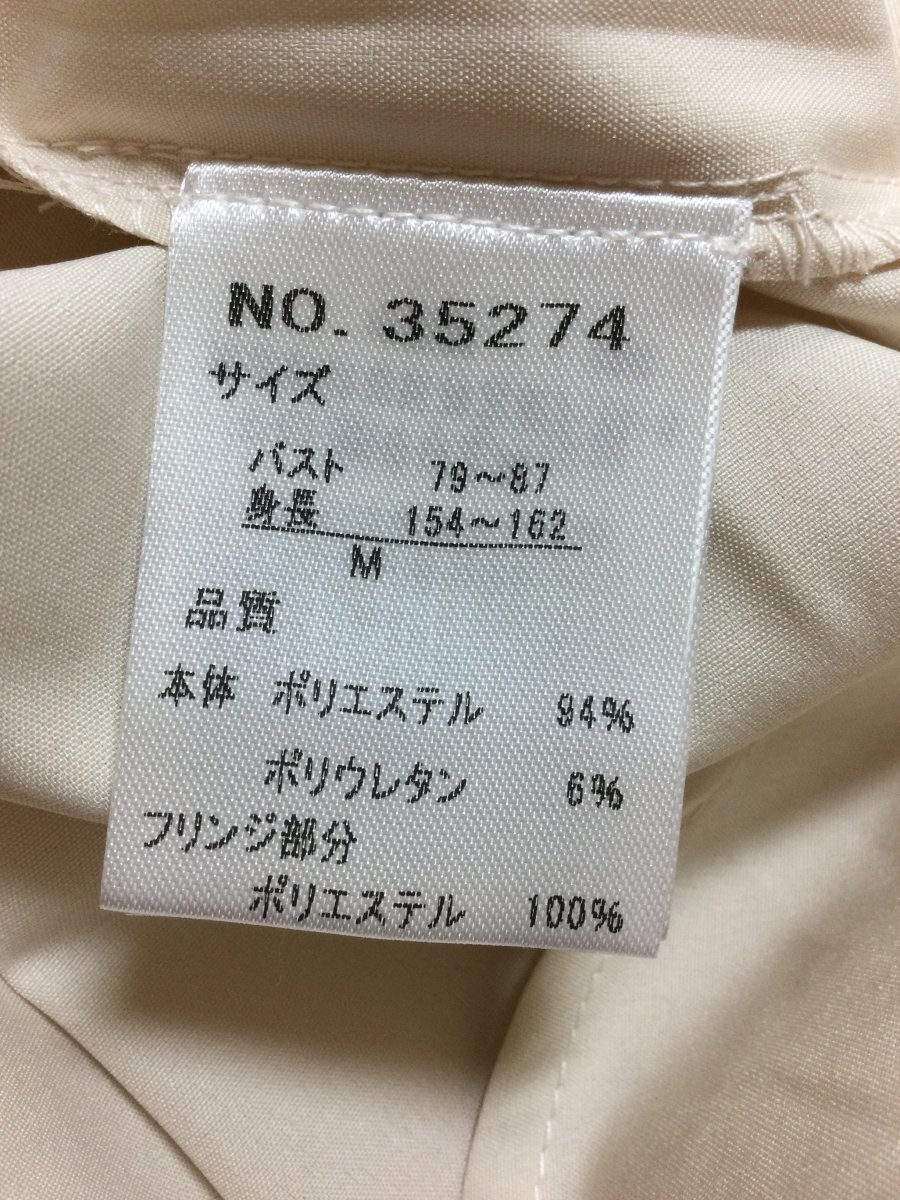 NO. 35274
サイズ
バスト 79～87
身長 154～162
M
品質
本体 ポリエステル 94%
ポリウレタン 6%
フリンジ部分
ポリエステル 100%